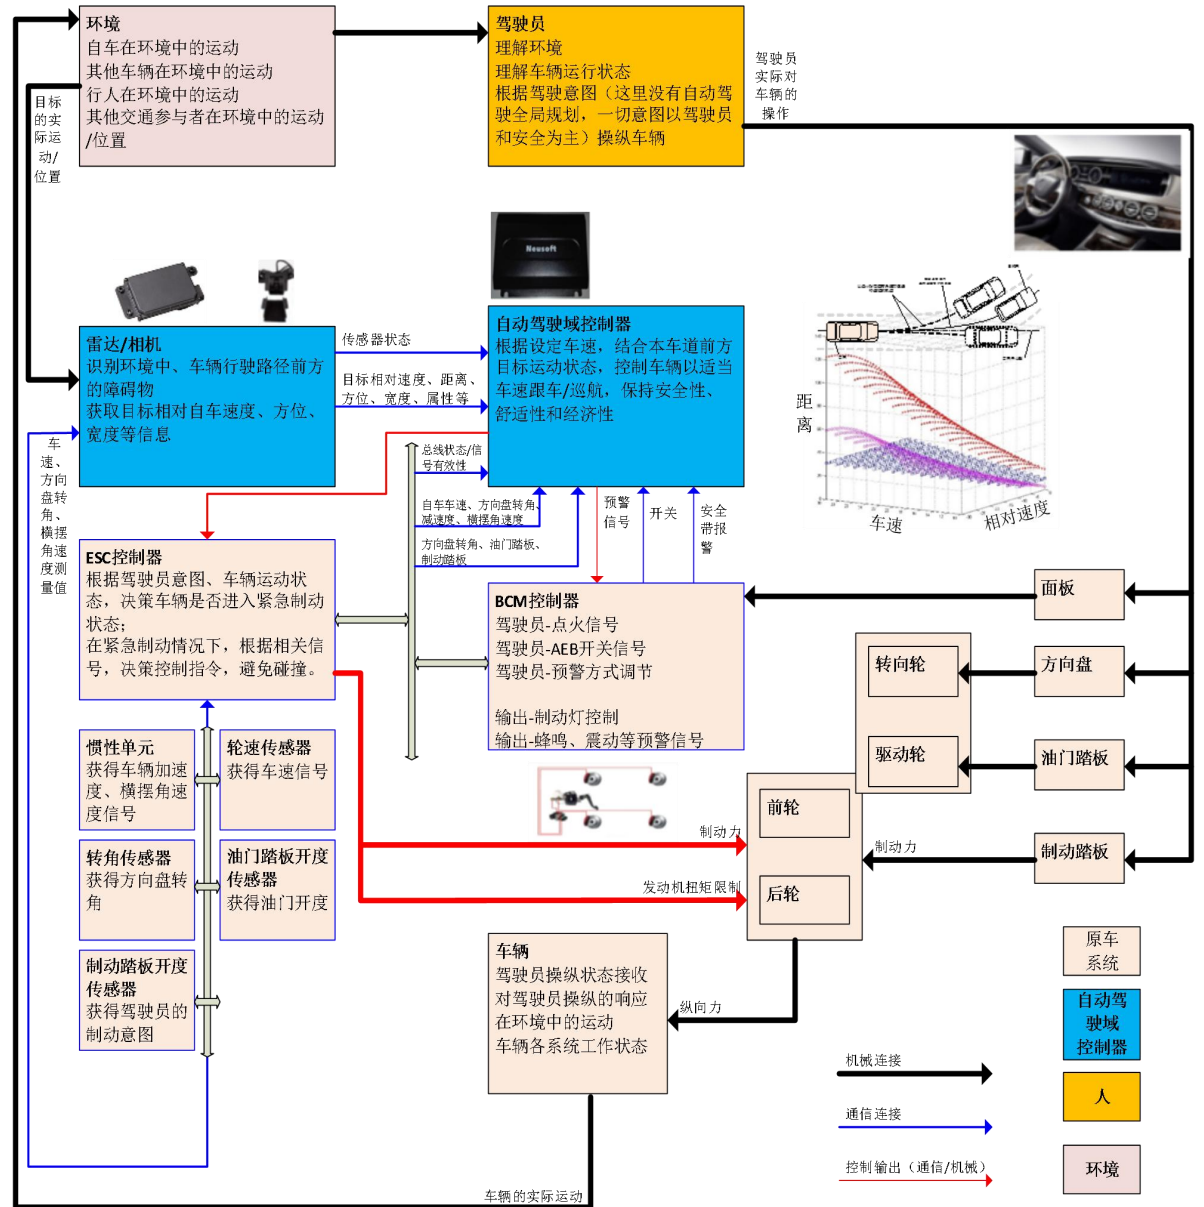 环境
自车在环境中的运动
其他车辆在环境中的运动
行人在环境中的运动
其他交通参与者在环境中的运动
/位置
驾驶员
理解环境
理解车辆运行状态
根据驾驶意图（这里没有自动驾
驶全局规划，一切意图以驾驶员
和安全为主）操纵车辆
驾驶员
实际对
车辆的
操作
目标
的实
际运
动/
位置
Neusoft
雷达/相机
识别环境中、车辆行驶路径前方
的障碍物
获取目标相对自车速度、方位、
宽度等信息
传感器状态
目标相对速度、距离、
方位、宽度、属性等
自动驾驶域控制器
根据设定车速，结合本车道前方
目标运动状态，控制车辆以适当
车速跟车/巡航，保持安全性、
舒适性和经济性
距
离
车速
相对速度
车
速、
方向
盘转
角、
横摆
角速
度测
量值
总线状态/信
号有效性
自车车速、方向盘转角、
减速度、横摆角速度
方向盘转角、油门踏板、
制动踏板
预警
信号
开关
安全
带报
警
ESC控制器
根据驾驶员意图、车辆运动状
态，决策车辆是否进入紧急制动
状态；
在紧急制动情况下，根据相关信
号，决策控制指令，避免碰撞。
BCM控制器
驾驶员-点火信号
驾驶员-AEB开关信号
驾驶员-预警方式调节
输出-制动灯控制
输出-蜂鸣、震动等预警信号
面板
转向轮
方向盘
驱动轮
油门踏板
前轮
制动力
制动力
制动踏板
发动机扭矩限制
后轮
惯性单元
获得车辆加速
度、横摆角速
度信号
轮速传感器
获得车速信号
转角传感器
获得方向盘转
角
油门踏板开度
传感器
获得油门开度
制动踏板开度
传感器
获得驾驶员的
制动意图
车辆
驾驶员操纵状态接收
对驾驶员操纵的响应
在环境中的运动
车辆各系统工作状态
纵向力
车辆的实际运动
机械连接
通信连接
控制输出（通信/机械）
原车
系统
自动驾
驶域
控制器
人
环境